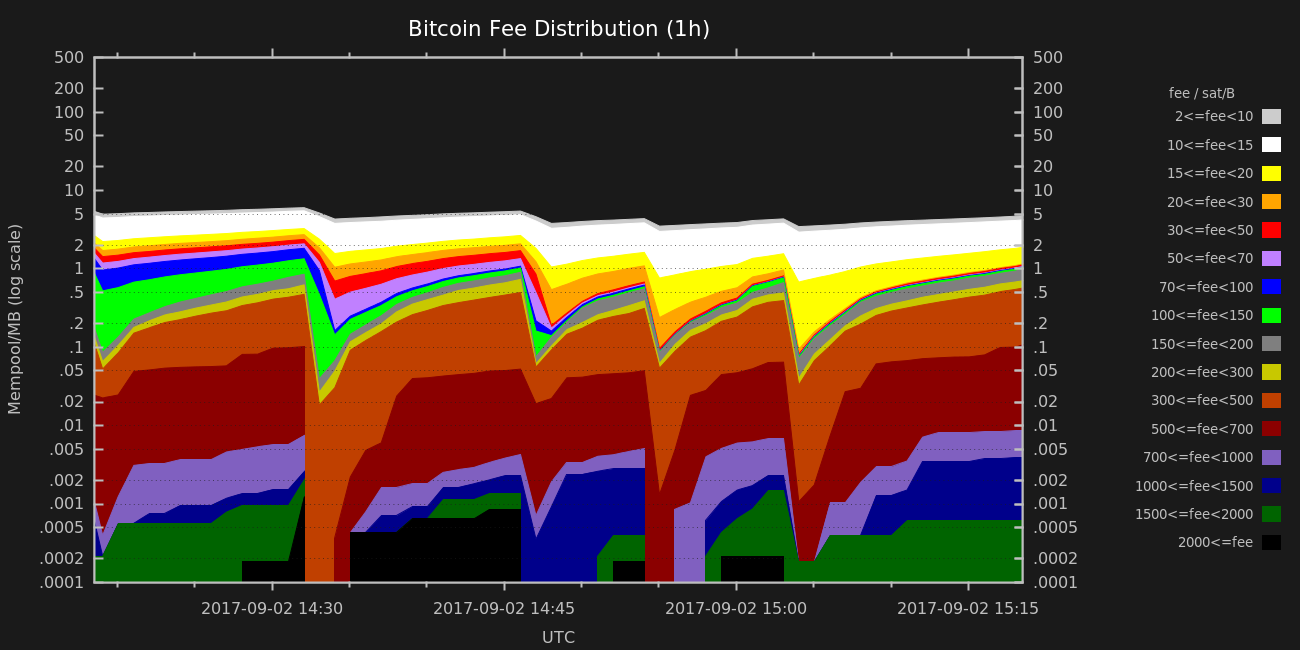 Bitcoin Fee Distribution (1h)
500 500
200 200
100 100
50 50
20 20
10 10
5 5
2 2
1 1
.5 .5
.2 .2
.1 .1
.05 .05
.02 .02
.01 .01
.005 .005
.002 .002
.001 .001
.0005 .0005
.0002 .0002
.0001 .0001
Mempool/MB (log scale)
2017-09-02 14:30 2017-09-02 14:45 2017-09-02 15:00 2017-09-02 15:15
UTC
fee / sat/B
2<=fee<10
10<=fee<15
15<=fee<20
20<=fee<30
30<=fee<50
50<=fee<70
70<=fee<100
100<=fee<150
150<=fee<200
200<=fee<300
300<=fee<500
500<=fee<700
700<=fee<1000
1000<=fee<1500
1500<=fee<2000
2000<=fee